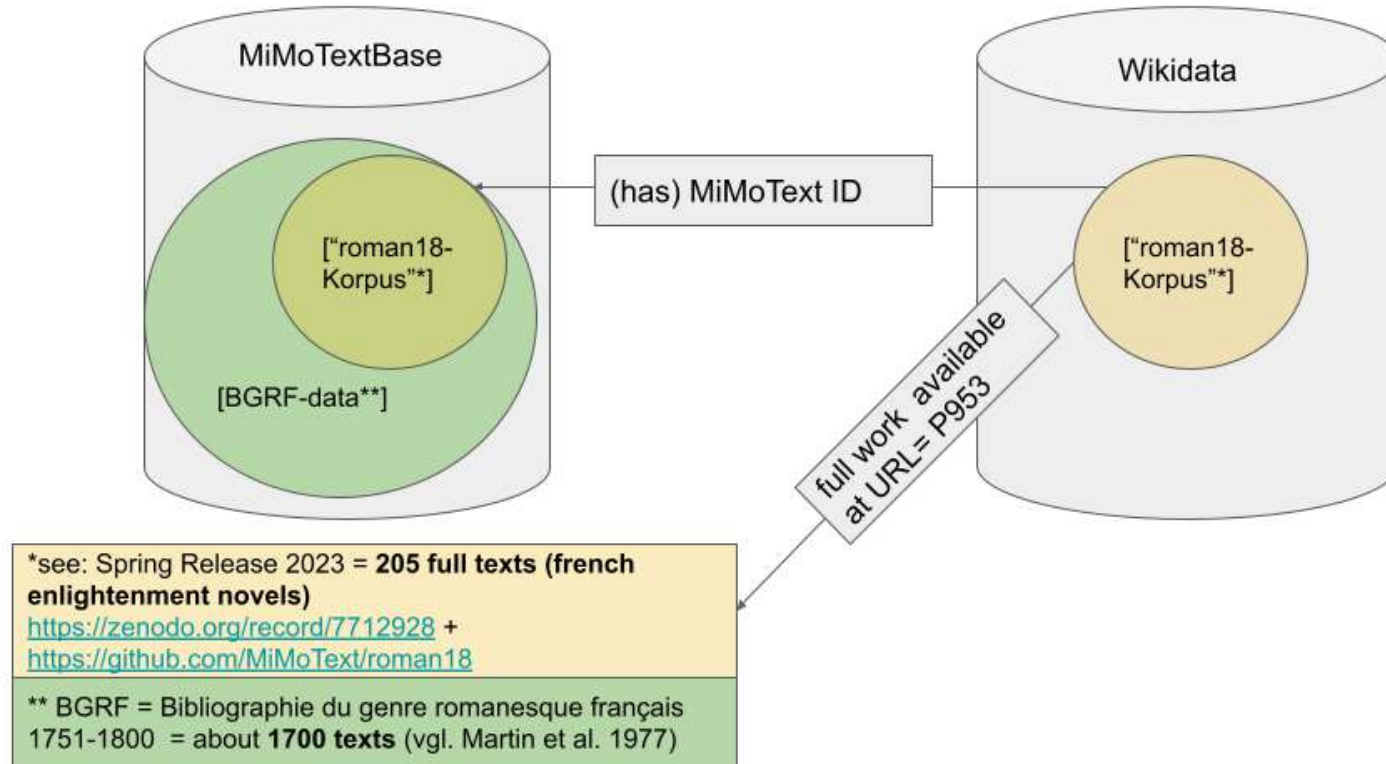 MiMoTextBase
Wikidata
(has) MiMoText ID
[“roman18-
Korpus”*]
[“roman18-
Korpus”*]
[BGRF-data**]
full work  available
at URL= P953
*see: Spring Release 2023 = 205 full texts (french
enlightenment novels)
https://zenodo.org/record/7712928 +
https://github.com/MiMoText/roman18
** BGRF = Bibliographie du genre romanesque français
1751-1800  = about 1700 texts (vgl. Martin et al. 1977)